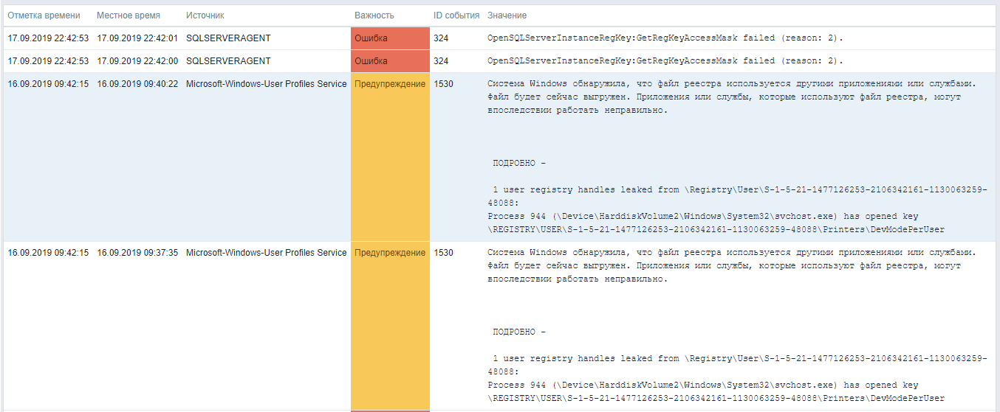 Отметка времени Местное время Источник Важность ID события Значение
17.09.2019 22:42:53 17.09.2019 22:42:01 SQLSERVERAGENT Ошибка 324 OpenSQLServerInstanceRegKey:GetRegKeyAccessMask failed (reason: 2).
17.09.2019 22:42:53 17.09.2019 22:42:00 SQLSERVERAGENT Ошибка 324 OpenSQLServerInstanceRegKey:GetRegKeyAccessMask failed (reason: 2).
16.09.2019 09:42:15 16.09.2019 09:40:22 Microsoft-Windows-User Profiles Service Предупреждение 1530 Система Windows обнаружила, что файл реестра используется другими приложениями или службами.
Файл будет сейчас выгружен. Приложения или службы, которые используют файл реестра, могут
впоследствии работать неправильно.
ПОДРОБНО -
1 user registry handles leaked from \Registry\User\S-1-5-21-1477126253-2106342161-1130063259-
48088:
Process 944 (\Device\HarddiskVolume2\Windows\System32\svchost.exe) has opened key
\REGISTRY\USER\S-1-5-21-1477126253-2106342161-1130063259-48088\Printers\DevModePerUser
16.09.2019 09:42:15 16.09.2019 09:37:35 Microsoft-Windows-User Profiles Service Предупреждение 1530 Система Windows обнаружила, что файл реестра используется другими приложениями или службами.
Файл будет сейчас выгружен. Приложения или службы, которые используют файл реестра, могут
впоследствии работать неправильно.
ПОДРОБНО -
1 user registry handles leaked from \Registry\User\S-1-5-21-1477126253-2106342161-1130063259-
48088:
Process 944 (\Device\HarddiskVolume2\Windows\System32\svchost.exe) has opened key
\REGISTRY\USER\S-1-5-21-1477126253-2106342161-1130063259-48088\Printers\DevModePerUser